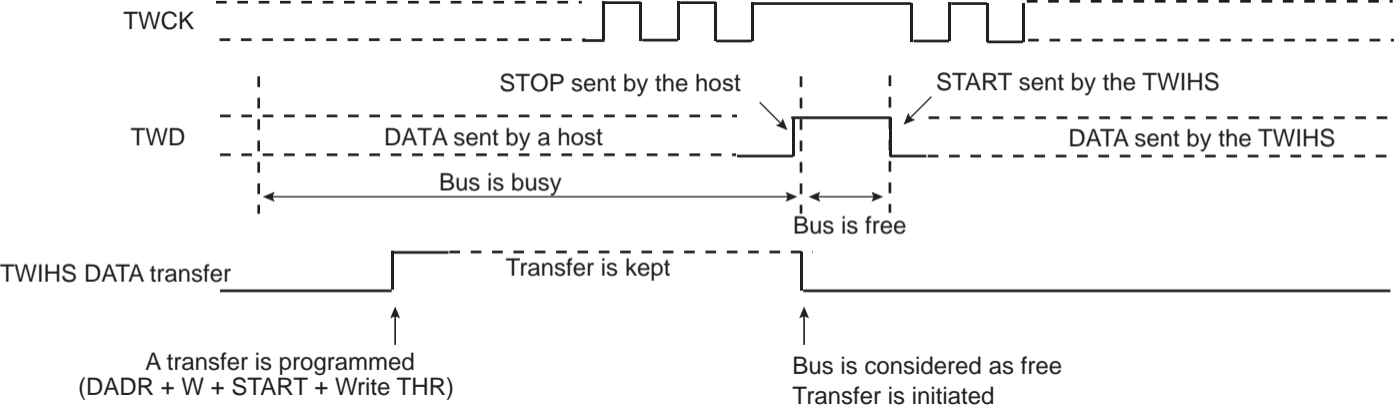 TWCK
STOP sent by the host
START sent by the TWIHS
TWD
DATA sent by a host
DATA sent by the TWIHS
Bus is busy
Bus is free
TWIHS DATA transfer
Transfer is kept
A transfer is programmed
(DADR + W + START + Write THR)
Bus is considered as free
Transfer is initiated